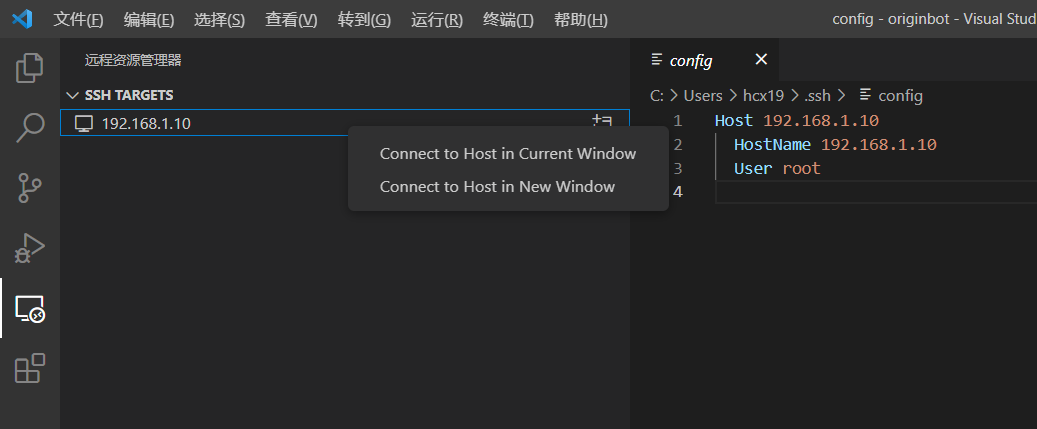 文件(F) 编辑(E) 选择(S) 查看(V) 转到(G) 运行(R) 终端(T) 帮助(H) config - originbot - Visual Stud
远程资源管理器
SSH TARGETS
192.168.1.10
Connect to Host in Current Window
Connect to Host in New Window
config
C: > Users > hcx19 > .ssh > config
1 Host 192.168.1.10
2 HostName 192.168.1.10
3 User root
4